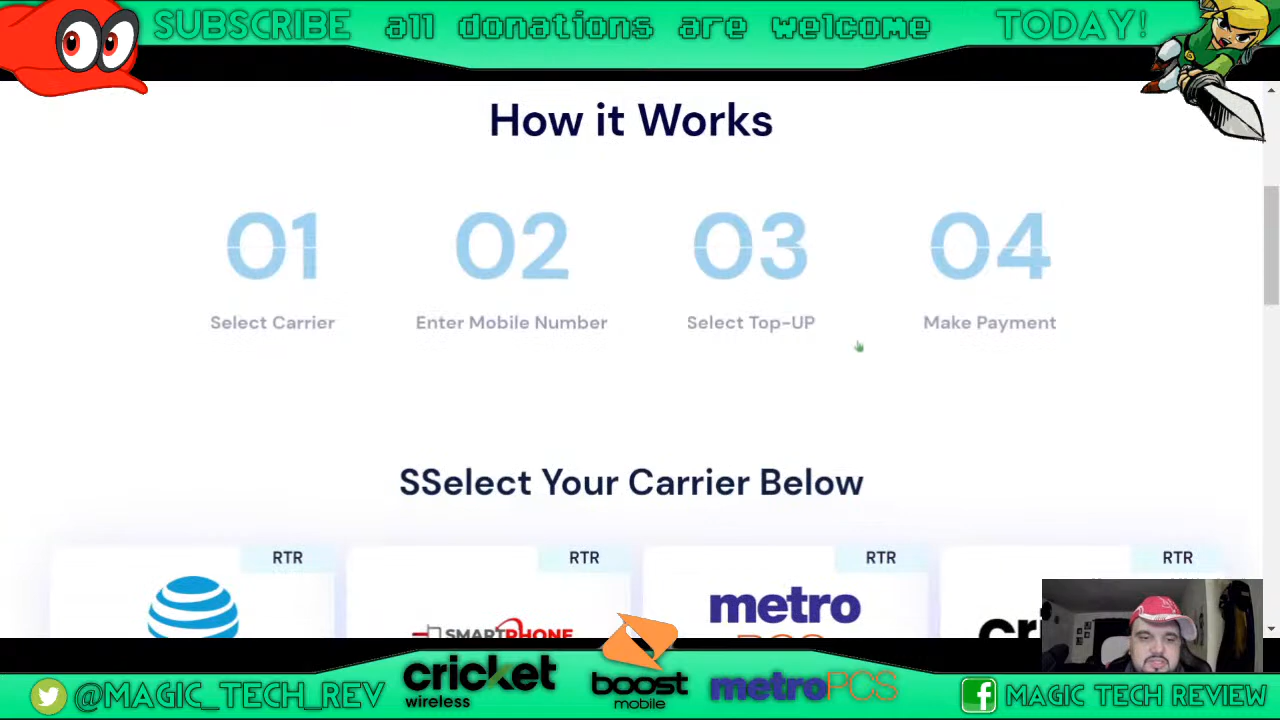 SUBSCRIBE all donations are welcome TODAY!
How it Works
01 02 03 04
Select Carrier Enter Mobile Number Select Top-UP Make Payment
SSelect Your Carrier Below
RTR RTR RTR RTR
SMARTPHONE metro cri
@MAGIC_TECH_REV cricket wireless boost mobile metroPCS MAGIC TECH REVIEW